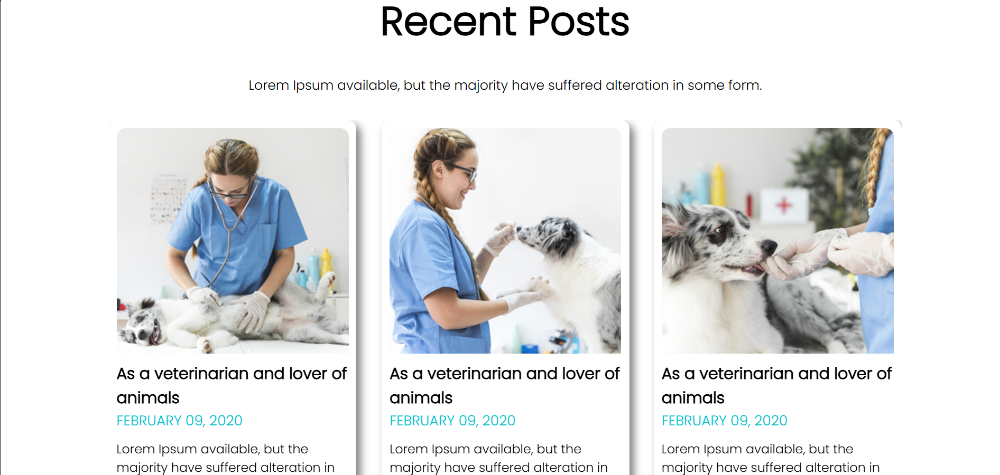 Recent Posts
Lorem Ipsum available, but the majority have suffered alteration in some form.
As a veterinarian and lover of
animals
FEBRUARY 09, 2020
Lorem Ipsum available, but the
majority have suffered alteration in
As a veterinarian and lover of
animals
FEBRUARY 09, 2020
Lorem Ipsum available, but the
majority have suffered alteration in
As a veterinarian and lover of
animals
FEBRUARY 09, 2020
Lorem Ipsum available, but the
majority have suffered alteration in